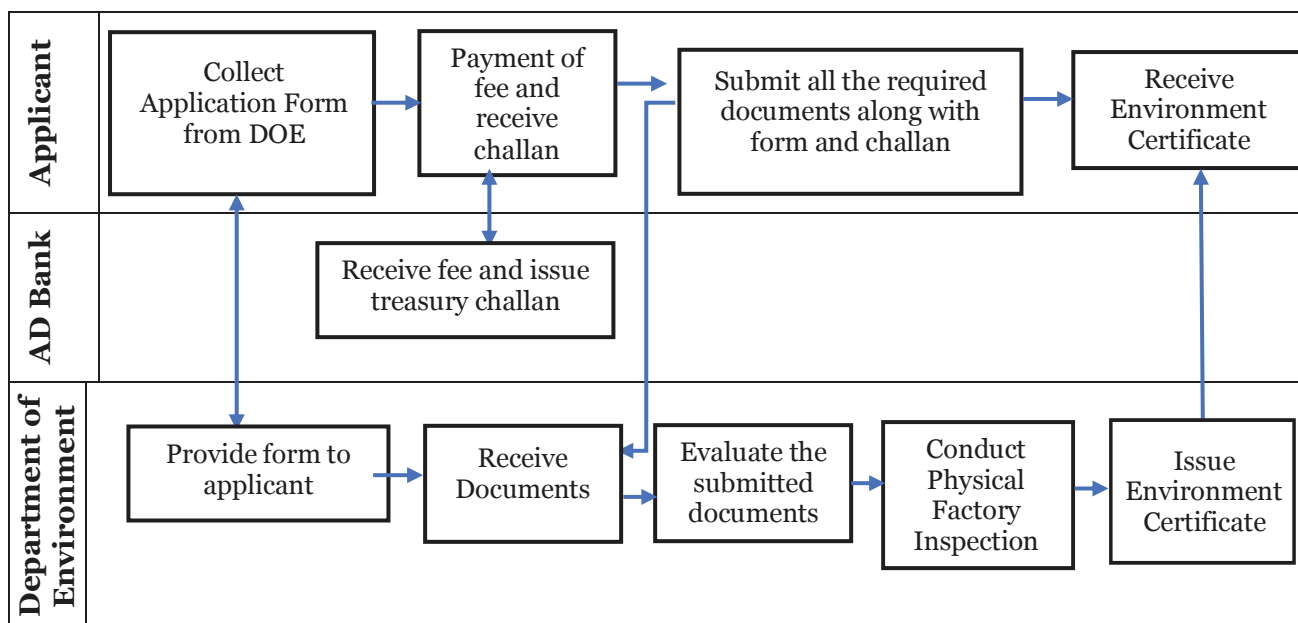 Applicant
Collect
Application Form
from DOE
Payment of
fee and
receive
challan
Submit all the required
documents along with
form and challan
Receive
Environment
Certificate
AD Bank
Receive fee and issue
treasury challan
Department of
Environment
Provide form to
applicant
Receive
Documents
Evaluate the
submitted
documents
Conduct
Physical
Factory
Inspection
Issue
Environment
Certificate